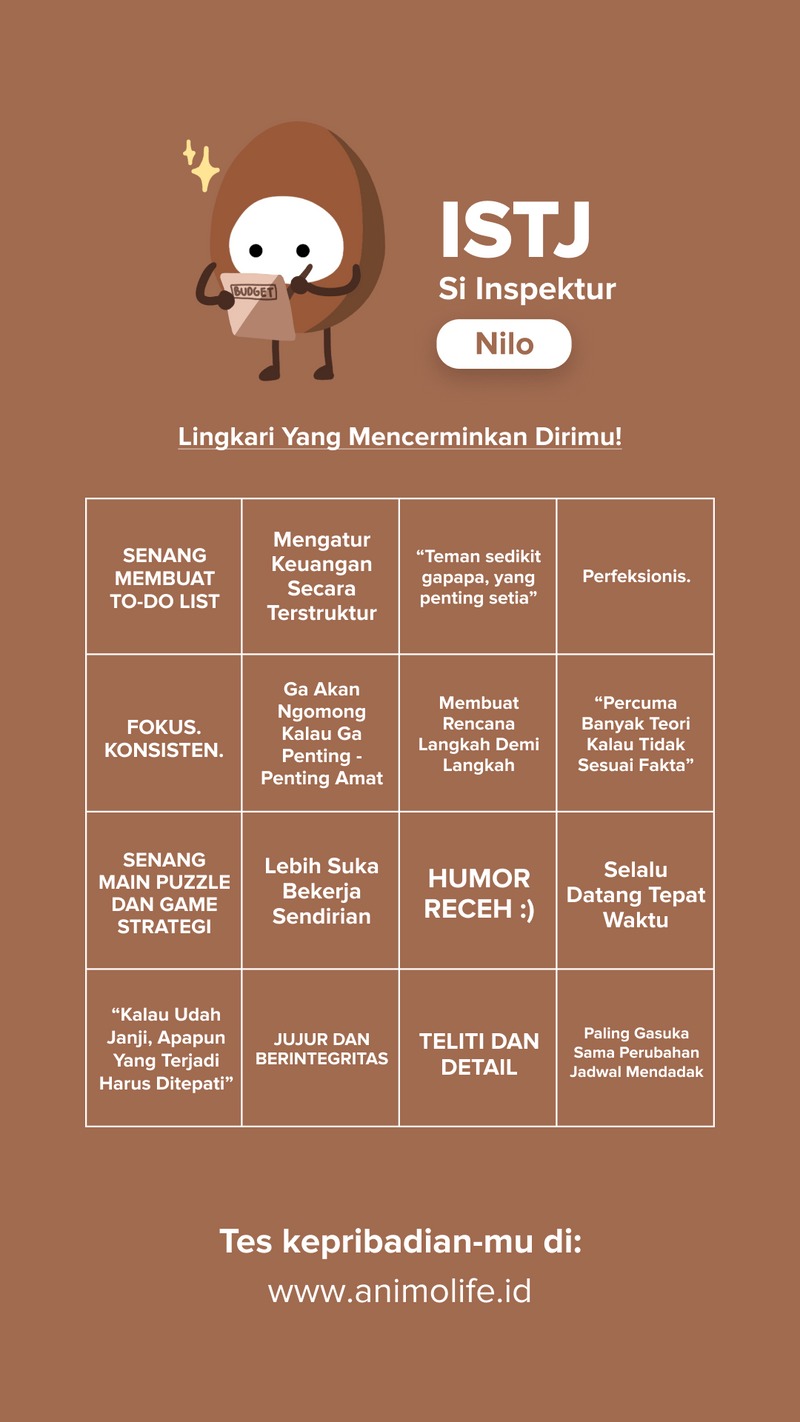 BUDGET
ISTJ
Si Inspektur
Nilo
Lingkari Yang Mencerminkan Dirimu!
SENANG
MEMBUAT
TO-DO LIST
Mengatur
Keuangan
Secara
Terstruktur
“Teman sedikit
gapapa, yang
penting setia”
Perfeksionis.
FOKUS.
KONSISTEN.
Ga Akan
Ngomong
Kalau Ga
Penting -
Penting Amat
Membuat
Rencana
Langkah Demi
Langkah
“Percuma
Banyak Teori
Kalau Tidak
Sesuai Fakta”
SENANG
MAIN PUZZLE
DAN GAME
STRATEGI
Lebih Suka
Bekerja
Sendirian
HUMOR
RECEH :)
Selalu
Datang Tepat
Waktu
“Kalau Udah
Janji, Apapun
Yang Terjadi
Harus Ditepati”
JUJUR DAN
BERINTEGRITAS
TELITI DAN
DETAIL
Paling Gasuka
Sama Perubahan
Jadwal Mendadak
Tes kepribadian-mu di:
www.animolife.id